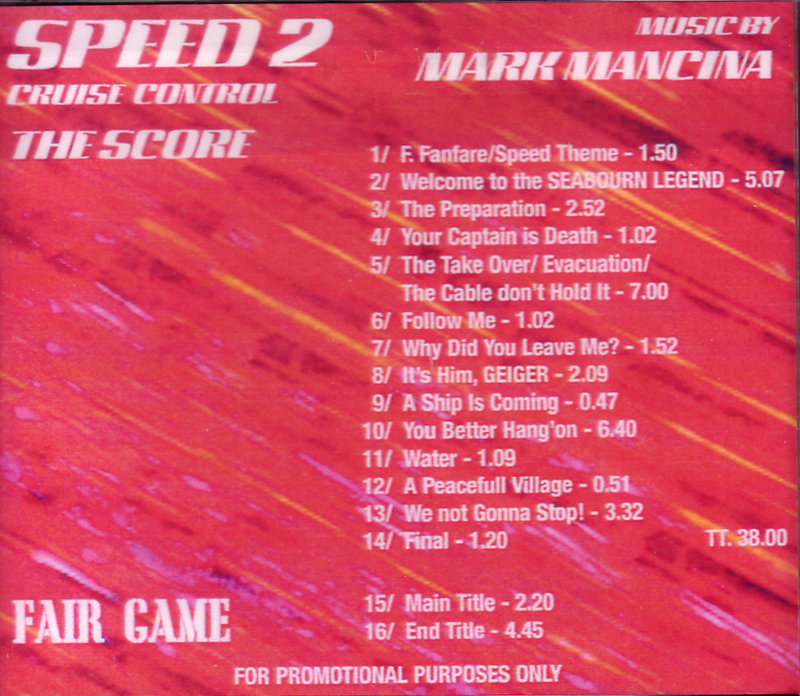 SPEED 2
CRUISE CONTROL
THE SCORE
MUSIC BY
MARK MANCINA
1/ F. Fanfare/Speed Theme - 1.50
2/ Welcome to the SEABOURN LEGEND - 5.07
3/ The Preparation - 2.52
4/ Your Captain is Death - 1.02
5/ The Take Over/ Evacuation/
The Cable don't Hold It - 7.00
6/ Follow Me - 1.02
7/ Why Did You Leave Me? - 1.52
8/ It's Him, GEIGER - 2.09
9/ A Ship Is Coming - 0.47
10/ You Better Hang'on - 6.40
11/ Water - 1.09
12/ A Peacefull Village - 0.51
13/ We not Gonna Stop! - 3.32
14/ Final - 1.20
TT. 38.00
FAIR GAME
15/ Main Title - 2.20
16/ End Title - 4.45
FOR PROMOTIONAL PURPOSES ONLY